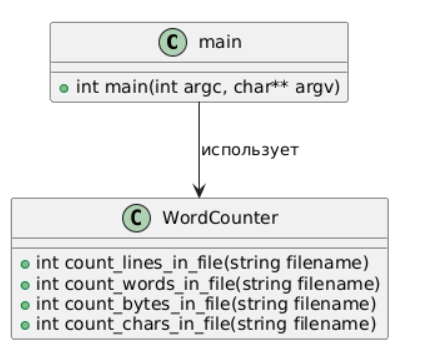 C main
int main(int argc, char** argv)
использует
C WordCounter
int count_lines_in_file(string filename)
int count_words_in_file(string filename)
int count_bytes_in_file(string filename)
int count_chars_in_file(string filename)